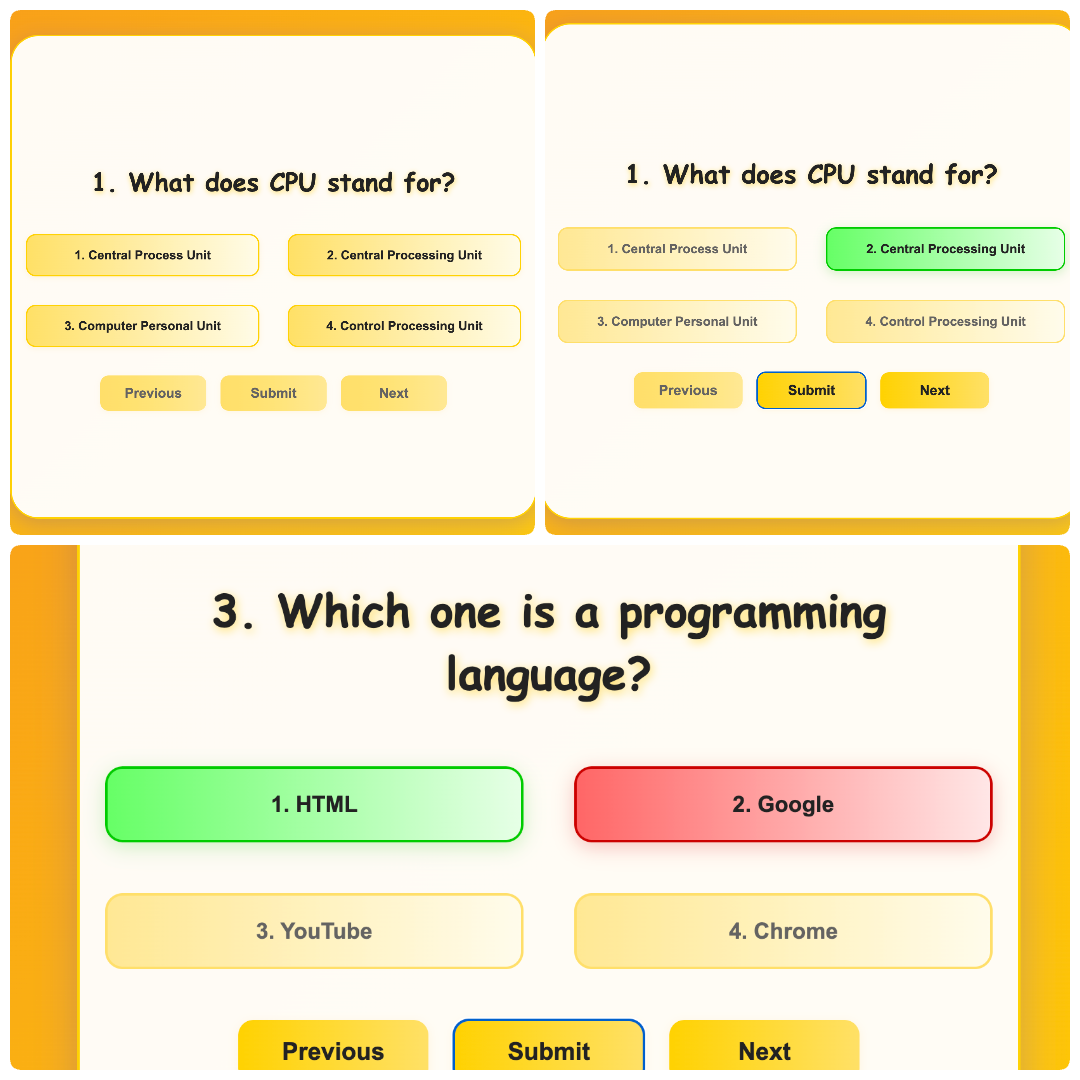 1. What does CPU stand for?
1. Central Process Unit
2. Central Processing Unit
3. Computer Personal Unit
4. Control Processing Unit
Previous
Submit
Next
1. What does CPU stand for?
1. Central Process Unit
2. Central Processing Unit
3. Computer Personal Unit
4. Control Processing Unit
Previous
Submit
Next
3. Which one is a programming
language?
1. HTML
2. Google
3. YouTube
4. Chrome
Previous
Submit
Next